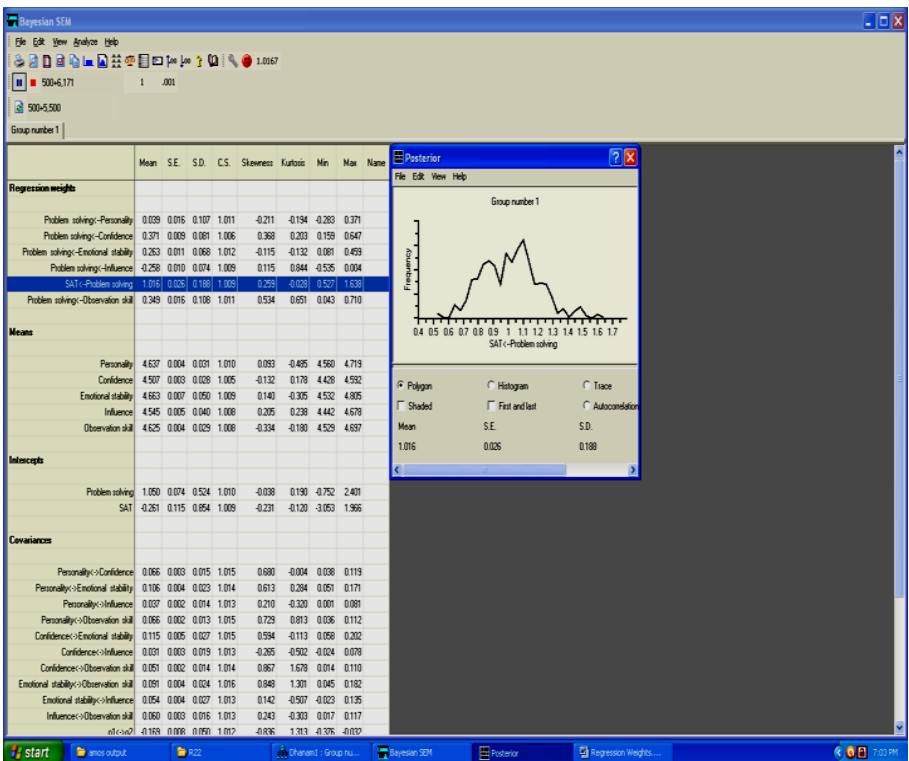 Bayesian SEM
File Edit View Analyze Help
1.0167
500+6,171 1 .001
500+5,500
Group number 1
Mean S.E. S.D. C.S. Skewness Kurtosis Min Max Name
Regression weights
Problem solving<--Personality 0.039 0.016 0.107 1.011 -0.211 -0.194 -0.283 0.371
Problem solving<--Confidence 0.371 0.009 0.081 1.006 0.368 0.203 0.159 0.647
Problem solving<--Emotional stability 0.263 0.011 0.068 1.012 -0.115 -0.132 0.081 0.459
Problem solving<--Influence -0.258 0.010 0.074 1.009 0.115 0.844 -0.535 0.004
SAT<--Problem solving 1.016 0.026 0.188 1.009 0.259 -0.028 0.527 1.638
Problem solving<--Observation skill 0.349 0.016 0.108 1.011 0.534 0.651 0.043 0.710
Means
Personality 4.637 0.004 0.031 1.010 0.093 -0.485 4.560 4.719
Confidence 4.507 0.003 0.028 1.005 -0.132 0.178 4.428 4.592
Emotional stability 4.663 0.007 0.050 1.009 0.140 -0.305 4.532 4.805
Influence 4.545 0.005 0.040 1.008 0.205 0.238 4.442 4.678
Observation skill 4.625 0.004 0.029 1.008 -0.334 -0.180 4.529 4.697
Intercepts
Problem solving 1.050 0.074 0.524 1.010 -0.038 0.190 -0.752 2.401
SAT -0.261 0.115 0.854 1.009 -0.231 -0.120 -3.053 1.966
Covariances
Personality<->Confidence 0.066 0.003 0.015 1.015 0.680 -0.004 0.038 0.119
Personality<->Emotional stability 0.106 0.004 0.023 1.014 0.613 0.284 0.051 0.171
Personality<->Influence 0.037 0.002 0.014 1.013 0.210 -0.320 0.001 0.081
Personality<->Observation skill 0.066 0.002 0.013 1.015 0.729 0.813 0.036 0.112
Confidence<->Emotional stability 0.115 0.005 0.027 1.015 0.594 -0.113 0.058 0.202
Confidence<->Influence 0.031 0.003 0.019 1.013 -0.265 -0.502 -0.024 0.078
Confidence<->Observation skill 0.051 0.002 0.014 1.014 0.867 1.678 0.014 0.110
Emotional stability<->Observation skill 0.091 0.004 0.024 1.016 0.848 1.301 0.045 0.182
Emotional stability<->Influence 0.054 0.004 0.027 1.013 0.142 -0.507 -0.023 0.135
Influence<->Observation skill 0.060 0.003 0.016 1.013 0.243 -0.303 0.017 0.117
-0.169 0.008 0.050 1.012 -0.836 1.313 -0.376 -0.032
Posterior
File Edit View Help
Group number 1
Frequency
0.4 0.5 0.6 0.7 0.8 0.9 1 1.1 1.2 1.3 1.4 1.5 1.6 1.7
SAT<--Problem solving
Polygon Histogram Trace
Shaded First and last Autocorrelation
Mean S.E. S.D.
1.016 0.026 0.188
start amos output R22 Dhanam1 : Group nu... Bayesian SEM Posterior Regression Weights.... 7:03 PM